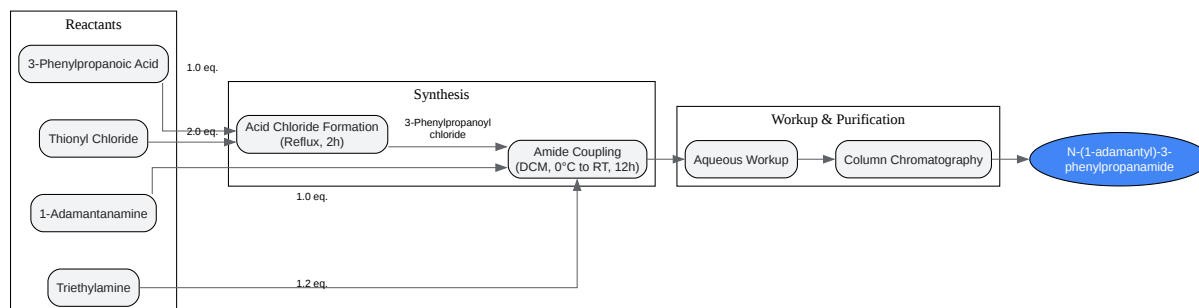 Reactants
3-Phenylpropanoic Acid
1.0 eq.
Thionyl Chloride
2.0 eq.
1-Adamantanamine
1.0 eq.
Triethylamine
1.2 eq.
Synthesis
Acid Chloride Formation
(Reflux, 2h)
3-Phenylpropanoyl
chloride
Amide Coupling
(DCM, 0°C to RT, 12h)
Workup & Purification
Aqueous Workup
Column Chromatography
N-(1-adamantyl)-3-
phenylpropanamide